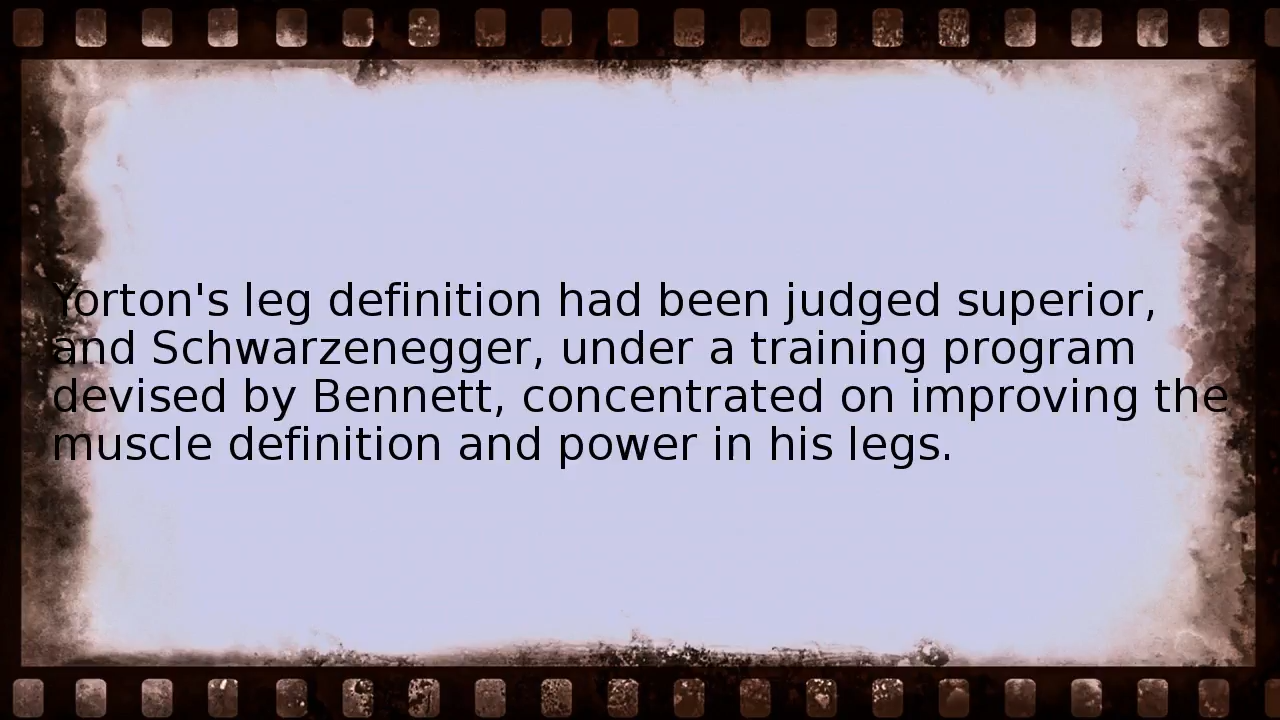 Yorton's leg definition had been judged superior,
and Schwarzenegger, under a training program
devised by Bennett, concentrated on improving the
muscle definition and power in his legs.